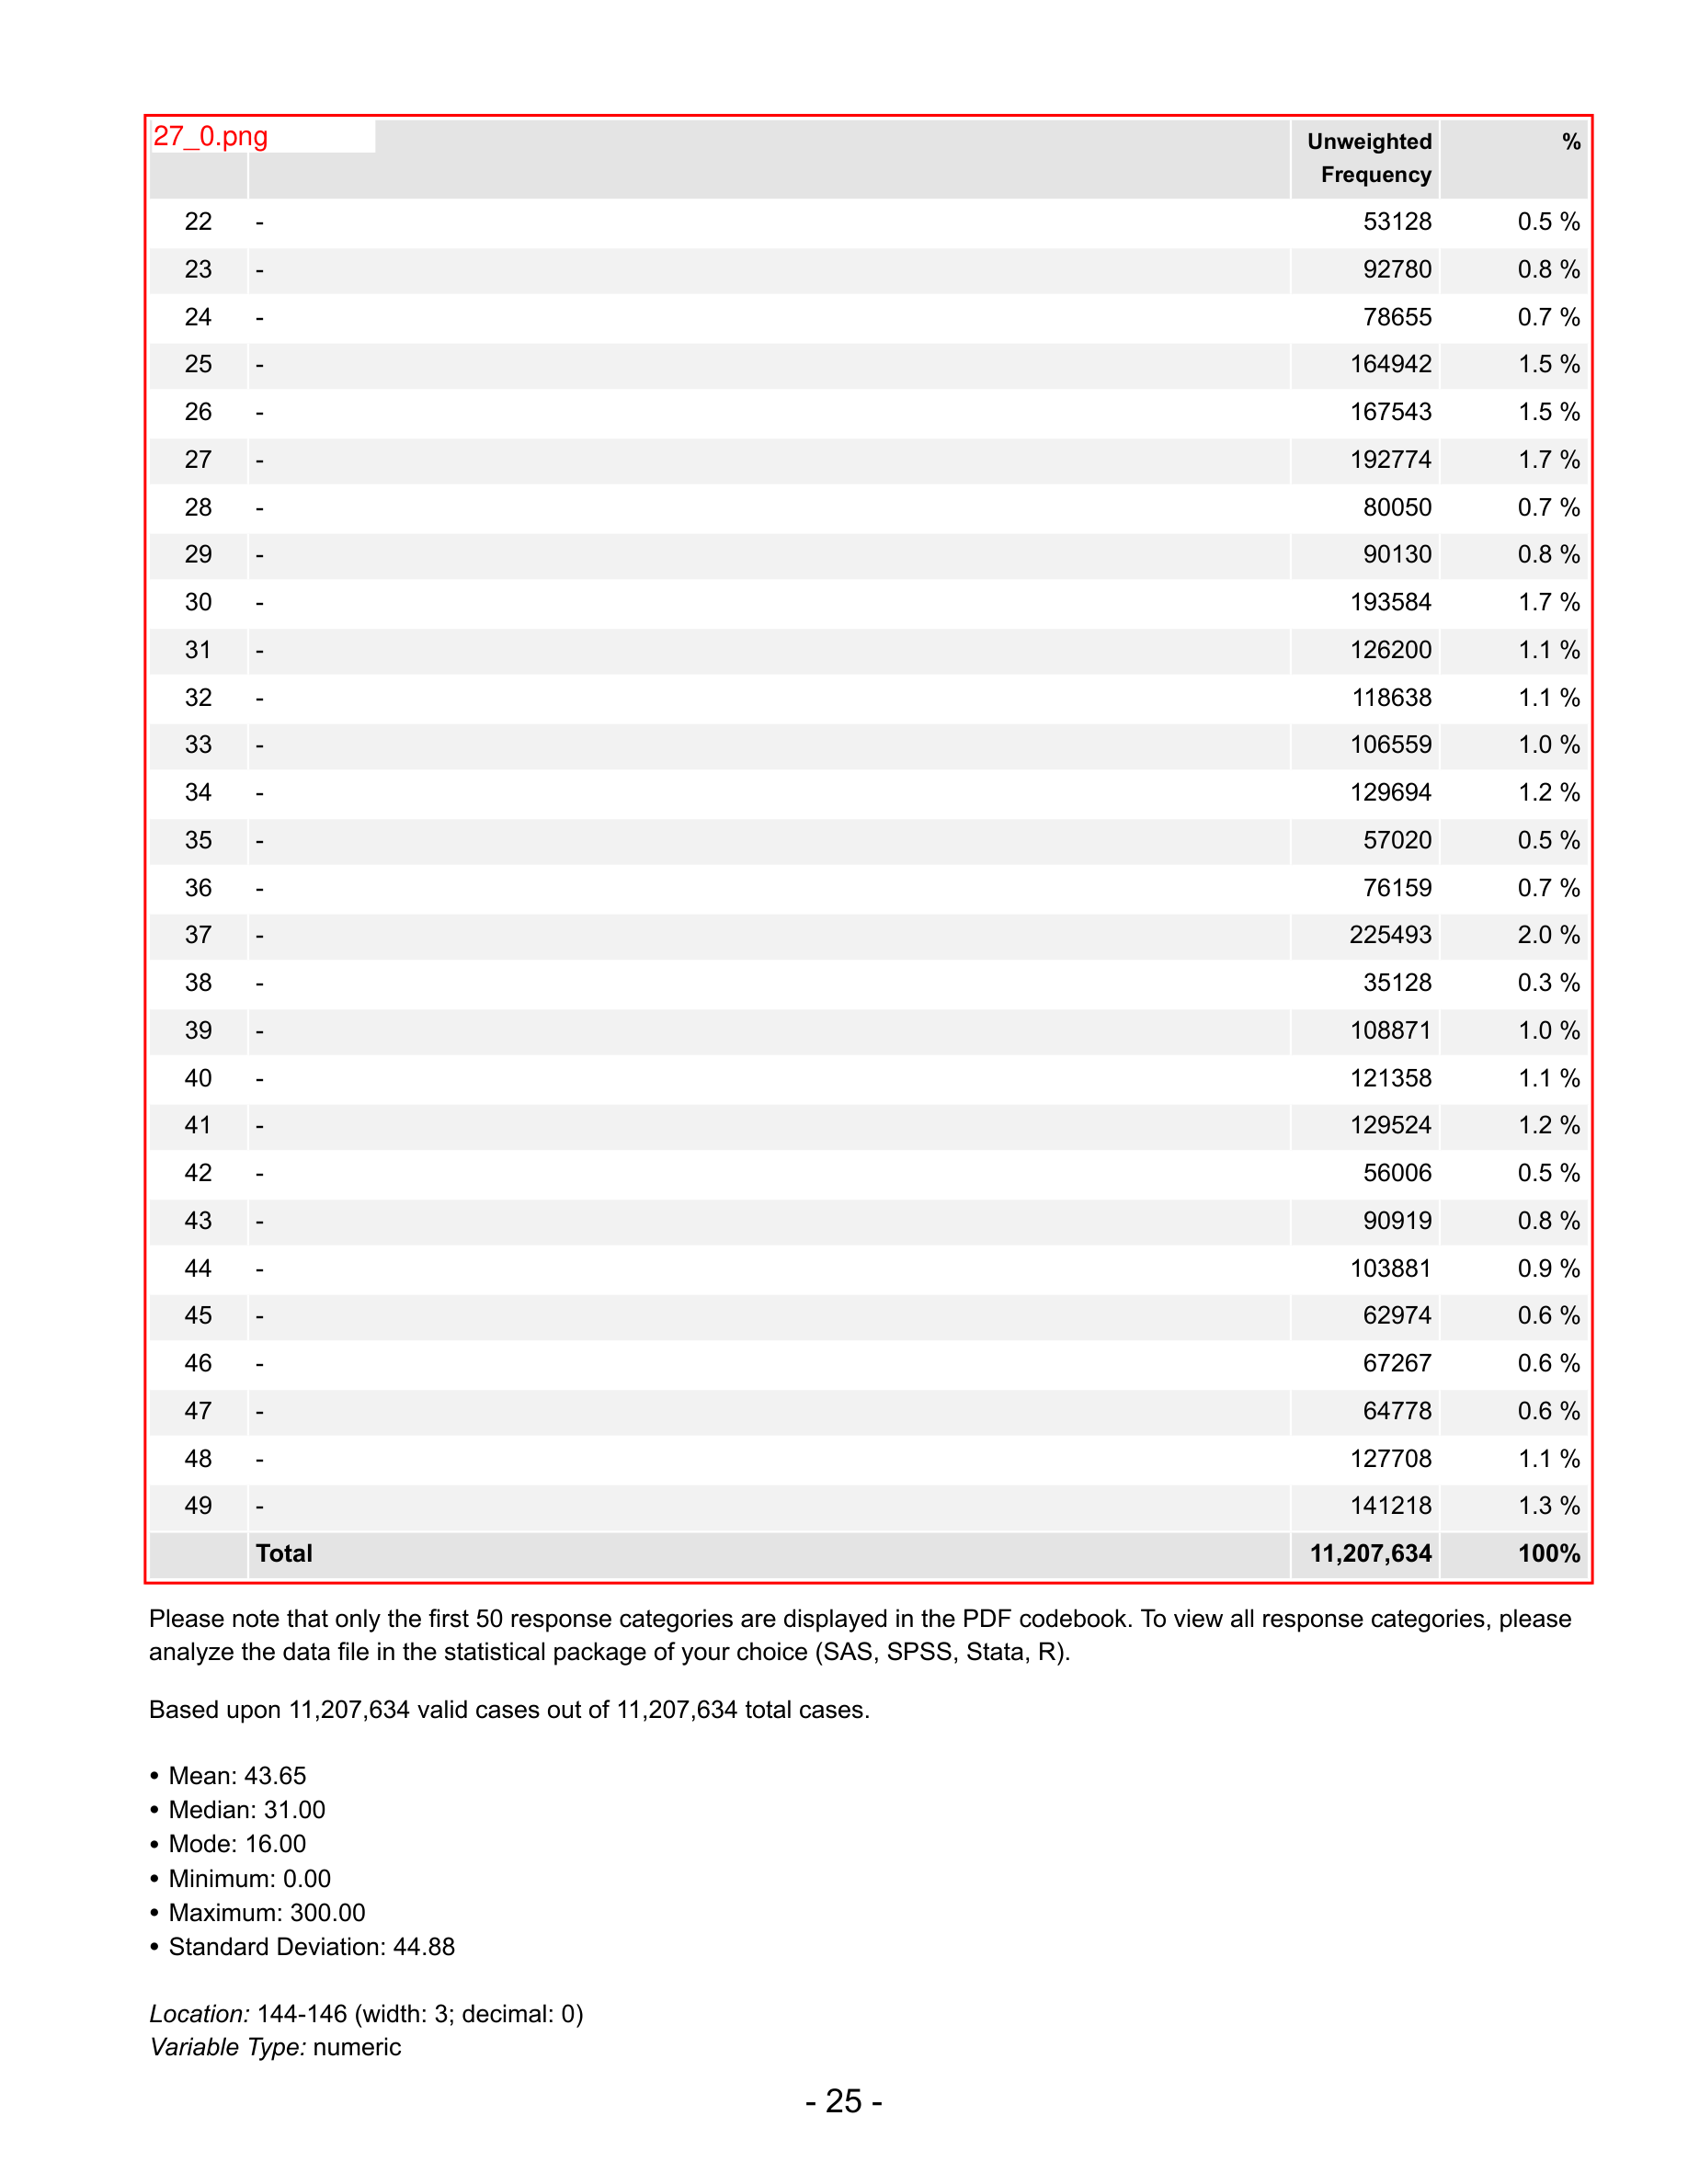 27_0.png
Unweighted %
Frequency
22 - 53128 0.5 %
23 - 92780 0.8 %
24 - 78655 0.7 %
25 - 164942 1.5 %
26 - 167543 1.5 %
27 - 192774 1.7 %
28 - 80050 0.7 %
29 - 90130 0.8 %
30 - 193584 1.7 %
31 - 126200 1.1 %
32 - 118638 1.1 %
33 - 106559 1.0 %
34 - 129694 1.2 %
35 - 57020 0.5 %
36 - 76159 0.7 %
37 - 225493 2.0 %
38 - 35128 0.3 %
39 - 108871 1.0 %
40 - 121358 1.1 %
41 - 129524 1.2 %
42 - 56006 0.5 %
43 - 90919 0.8 %
44 - 103881 0.9 %
45 - 62974 0.6 %
46 - 67267 0.6 %
47 - 64778 0.6 %
48 - 127708 1.1 %
49 - 141218 1.3 %
Total 11,207,634 100%
Please note that only the first 50 response categories are displayed in the PDF codebook. To view all response categories, please
analyze the data file in the statistical package of your choice (SAS, SPSS, Stata, R).
Based upon 11,207,634 valid cases out of 11,207,634 total cases.
• Mean: 43.65
• Median: 31.00
• Mode: 16.00
• Minimum: 0.00
• Maximum: 300.00
• Standard Deviation: 44.88
Location: 144-146 (width: 3; decimal: 0)
Variable Type: numeric
- 25 -